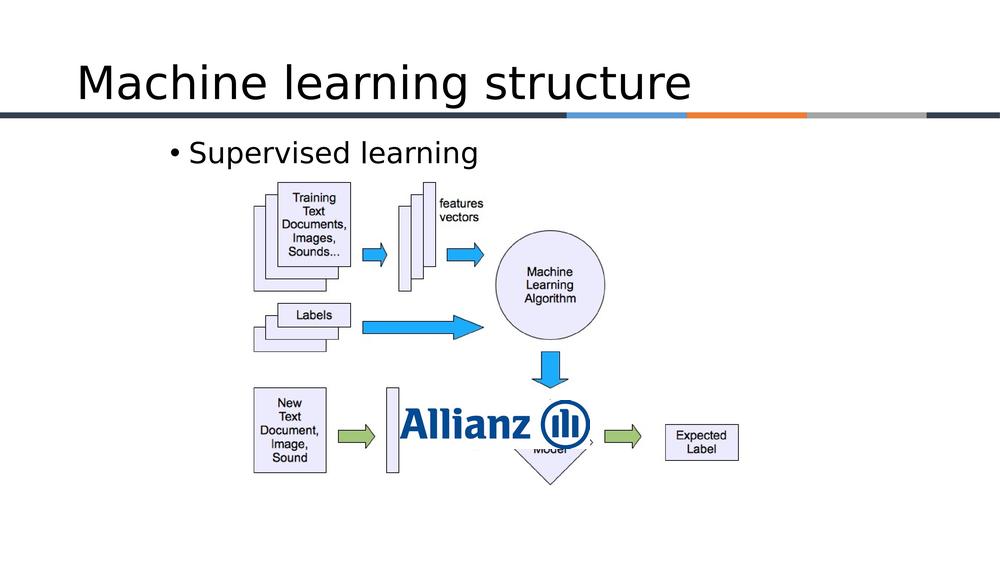 Machine learning structure
• Supervised learning
Training
Text
Documents,
Images,
Sounds...
features
vectors
Machine
Learning
Algorithm
Labels
New
Text
Document,
Image,
Sound
Allianz
Model
Expected
Label